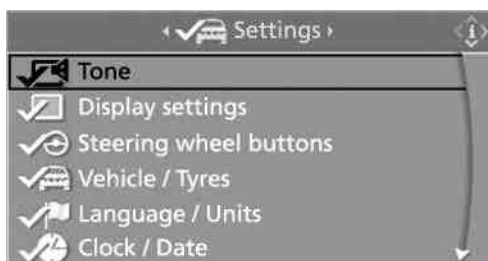 Settings
Tone
Display settings
Steering wheel buttons
Vehicle / Tyres
Language / Units
Clock / Date